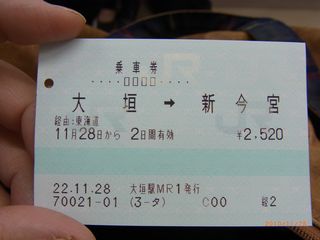 乗車券
····□□□□····
大垣 → 新今宮
経由:東海道
11月28日から 2日間有効 ¥2,520
22.11.28 大垣駅MR1発行
70021-01 (3-タ) C00
2010/11/28